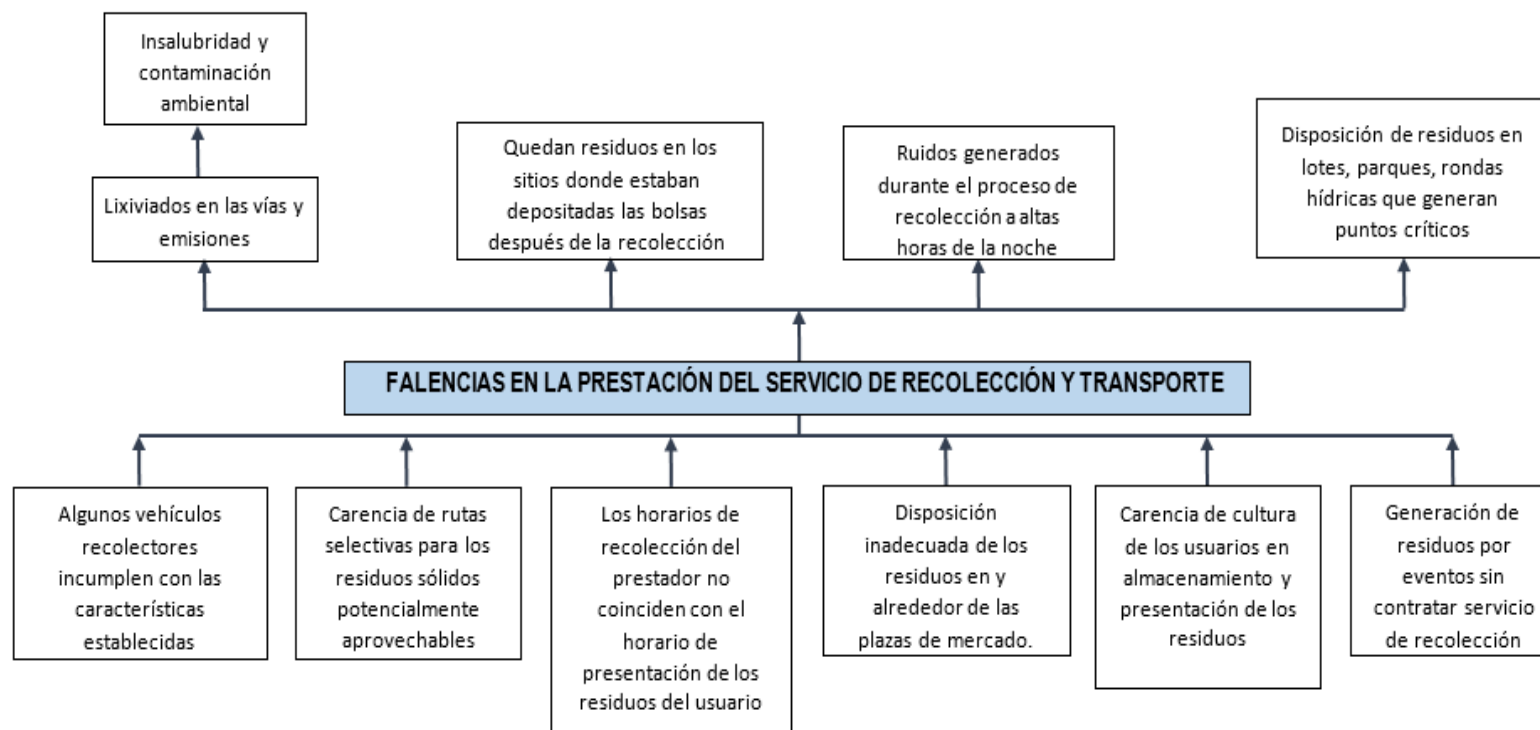 Insalubridad y
contaminación
ambiental
Lixiviados en las vías y
emisiones
Quedan residuos en los
sitios donde estaban
depositadas las bolsas
después de la recolección
Ruidos generados
durante el proceso de
recolección a altas
horas de la noche
Disposición de residuos en
lotes, parques, rondas
hídricas que generan
puntos críticos
FALENCIAS EN LA PRESTACIÓN DEL SERVICIO DE RECOLECCIÓN Y TRANSPORTE
Algunos vehículos
recolectores
incumplen con las
características
establecidas
Carencia de rutas
selectivas para los
residuos sólidos
potencialmente
aprovechables
Los horarios de
recolección del
prestador no
coinciden con el
horario de
presentación de los
residuos del usuario
Disposición
inadecuada de los
residuos en y
alrededor de las
plazas de mercado.
Carencia de cultura
de los usuarios en
almacenamiento y
presentación de los
residuos
Generación de
residuos por
eventos sin
contratar servicio
de recolección